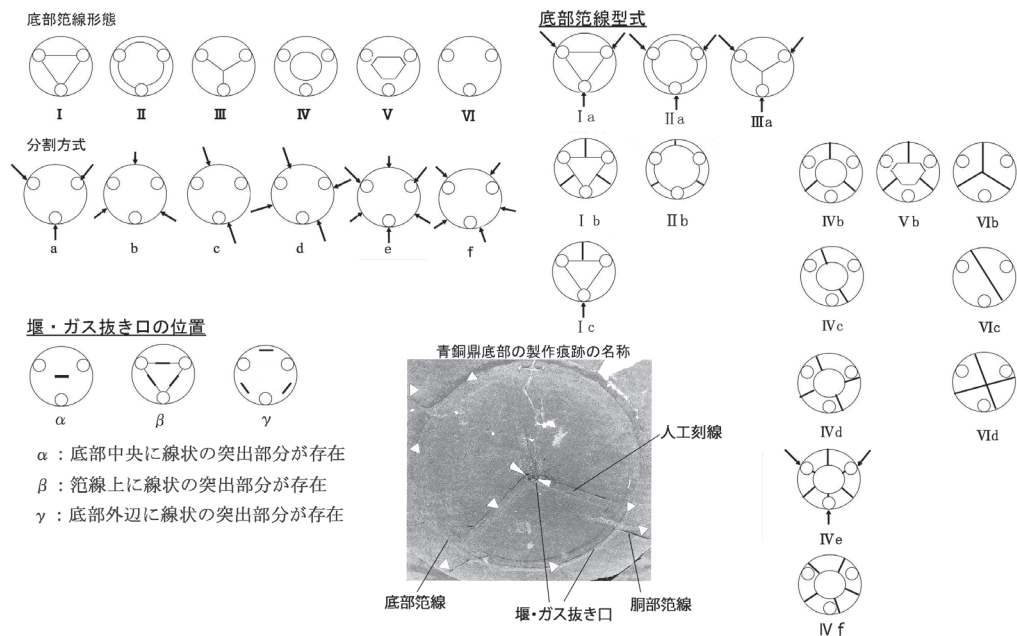 底部笵線形態
Ⅰ Ⅱ Ⅲ Ⅳ Ⅴ Ⅵ
分割方式
a b c d e f
堰・ガス抜き口の位置
α β γ
α：底部中央に線状の突出部分が存在
β：笵線上に線状の突出部分が存在
γ：底部外辺に線状の突出部分が存在
底部笵線型式
Ⅰa Ⅱa Ⅲa
Ⅰb Ⅱb Ⅳb Ⅴb Ⅵb
Ⅰc Ⅳc Ⅵc
Ⅳd Ⅵd
Ⅳe
Ⅳf
青銅鼎底部の製作痕跡の名称
人工刻線
底部笵線
堰・ガス抜き口
胴部笵線